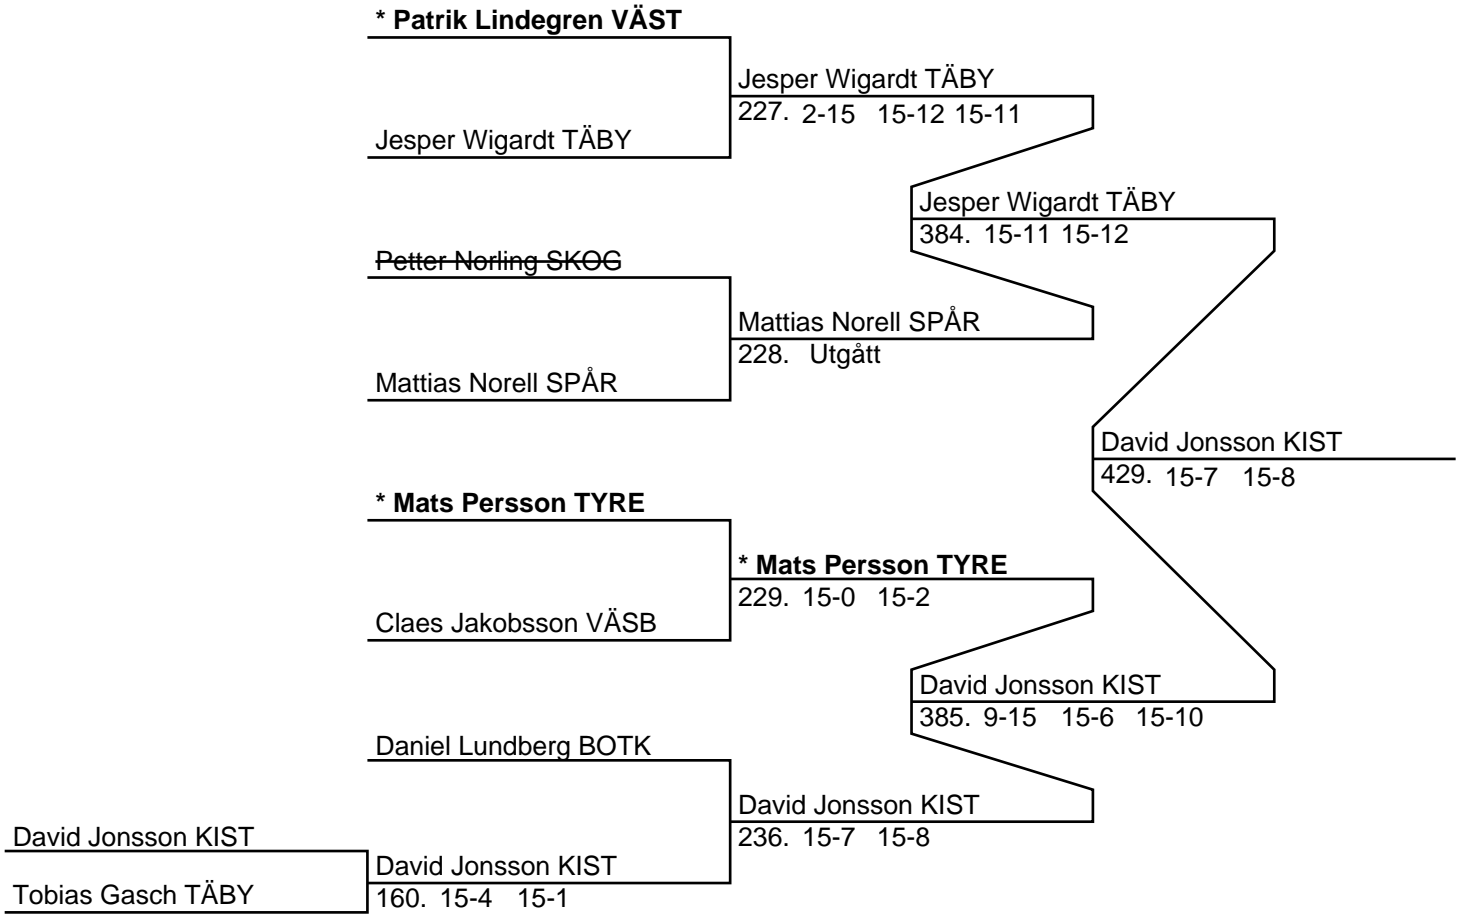 * Patrik Lindegren VÄST
Jesper Wigardt TÄBY
227. 2-15 15-12 15-11
Jesper Wigardt TÄBY
Jesper Wigardt TÄBY
384. 15-11 15-12
Petter Norling SKOG
Mattias Norell SPÅR
228. Utgått
Mattias Norell SPÅR
David Jonsson KIST
429. 15-7 15-8
* Mats Persson TYRE
* Mats Persson TYRE
229. 15-0 15-2
Claes Jakobsson VÄSB
David Jonsson KIST
385. 9-15 15-6 15-10
Daniel Lundberg BOTK
David Jonsson KIST
236. 15-7 15-8
David Jonsson KIST
David Jonsson KIST
160. 15-4 15-1
Tobias Gasch TÄBY